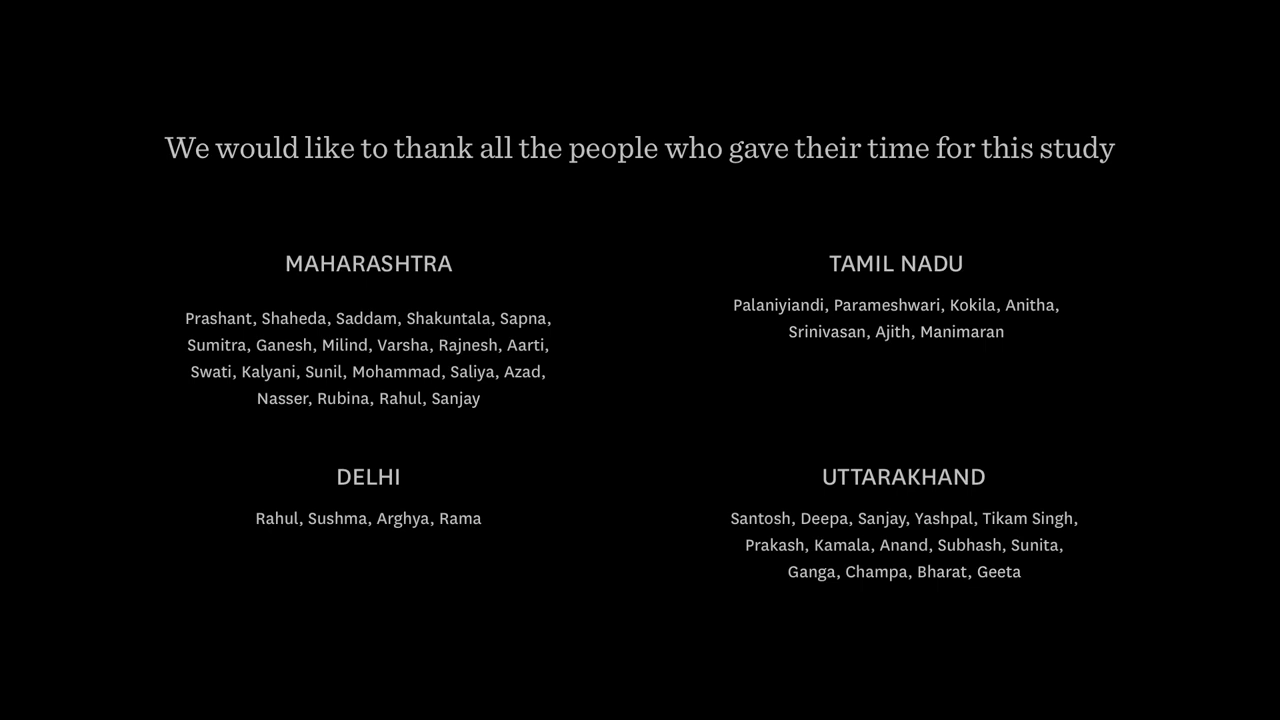 We would like to thank all the people who gave their time for this study
MAHARASHTRA
Prashant, Shaheda, Saddam, Shakuntala, Sapna,
Sumitra, Ganesh, Milind, Varsha, Rajnesh, Aarti,
Swati, Kalyani, Sunil, Mohammad, Saliya, Azad,
Nasser, Rubina, Rahul, Sanjay
TAMIL NADU
Palaniyiandi, Parameshwari, Kokila, Anitha,
Srinivasan, Ajith, Manimaran
DELHI
Rahul, Sushma, Arghya, Rama
UTTARAKHAND
Santosh, Deepa, Sanjay, Yashpal, Tikam Singh,
Prakash, Kamala, Anand, Subhash, Sunita,
Ganga, Champa, Bharat, Geeta